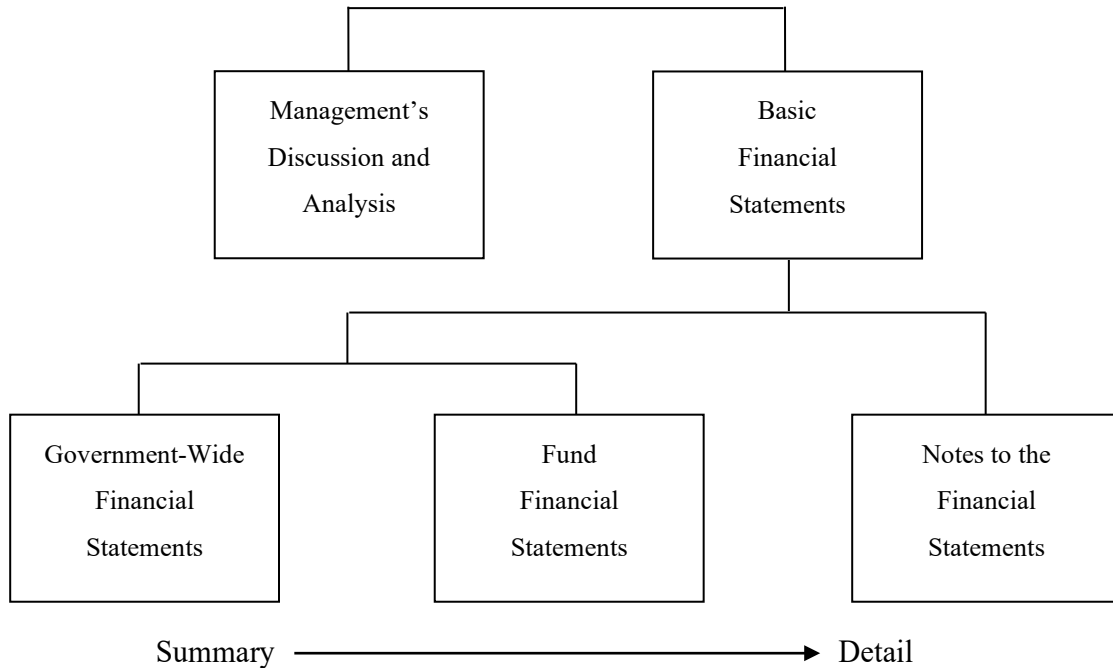 Management’s
Discussion and
Analysis
Basic
Financial
Statements
Government-Wide
Financial
Statements
Fund
Financial
Statements
Notes to the
Financial
Statements
Summary
Detail